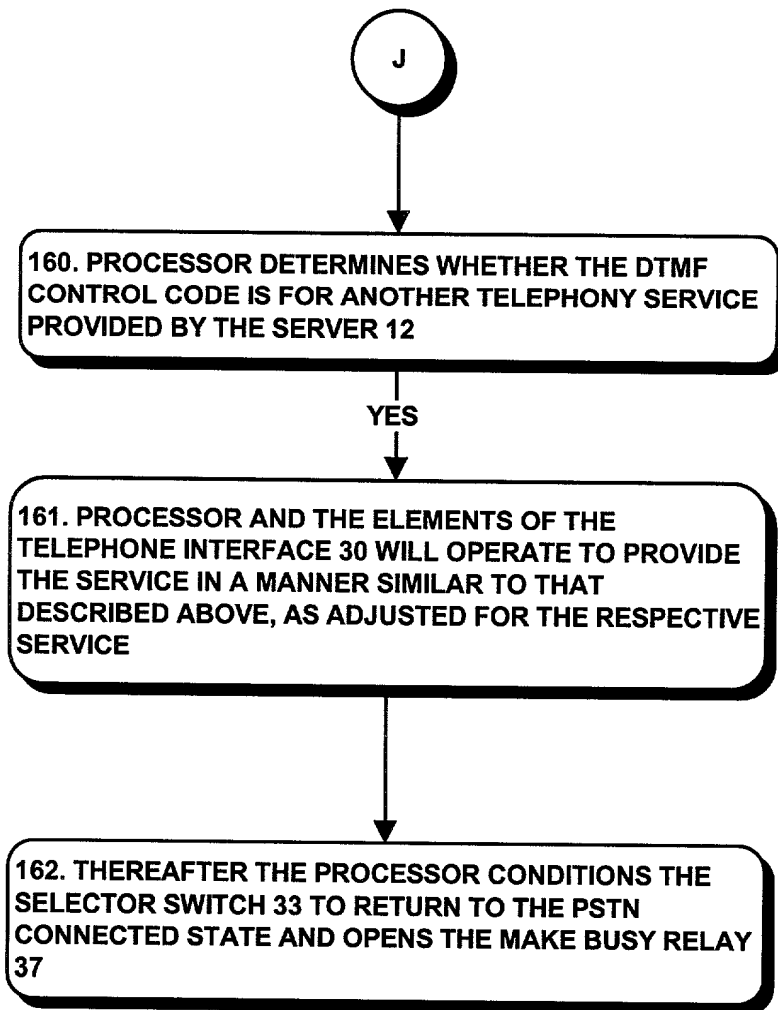 J
160. PROCESSOR DETERMINES WHETHER THE DTMF
CONTROL CODE IS FOR ANOTHER TELEPHONY SERVICE
PROVIDED BY THE SERVER 12
YES
161. PROCESSOR AND THE ELEMENTS OF THE
TELEPHONE INTERFACE 30 WILL OPERATE TO PROVIDE
THE SERVICE IN A MANNER SIMILAR TO THAT
DESCRIBED ABOVE, AS ADJUSTED FOR THE RESPECTIVE
SERVICE
162. THEREAFTER THE PROCESSOR CONDITIONS THE
SELECTOR SWITCH 33 TO RETURN TO THE PSTN
CONNECTED STATE AND OPENS THE MAKE BUSY RELAY
37